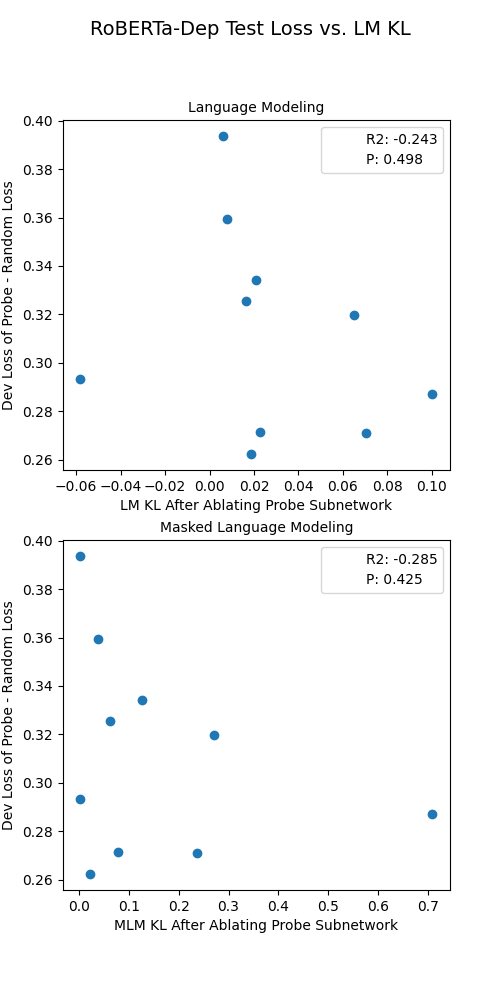 RoBERTa-Dep Test Loss vs. LM KL
Language Modeling
R2: -0.243
P: 0.498
0.40
0.38
0.36
0.34
0.32
0.30
0.28
0.26
Dev Loss of Probe - Random Loss
−0.06 −0.04 −0.02 0.00 0.02 0.04 0.06 0.08 0.10
LM KL After Ablating Probe Subnetwork
Masked Language Modeling
R2: -0.285
P: 0.425
0.40
0.38
0.36
0.34
0.32
0.30
0.28
0.26
Dev Loss of Probe - Random Loss
0.0 0.1 0.2 0.3 0.4 0.5 0.6 0.7
MLM KL After Ablating Probe Subnetwork